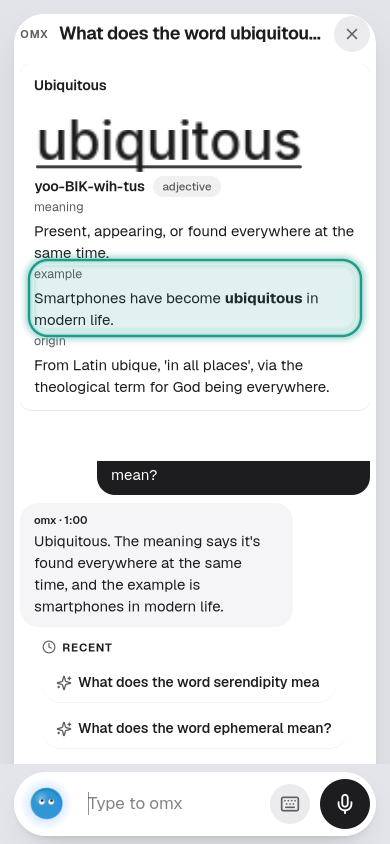 OMX What does the word ubiquitou...
Ubiquitous
ubiquitous
yoo-BIK-wih-tus adjective
meaning
Present, appearing, or found everywhere at the
same time.
example
Smartphones have become ubiquitous in
modern life.
origin
From Latin ubique, 'in all places', via the
theological term for God being everywhere.
mean?
omx · 1:00
Ubiquitous. The meaning says it's
found everywhere at the same
time, and the example is
smartphones in modern life.
RECENT
What does the word serendipity mea
What does the word ephemeral mean?
Type to omx